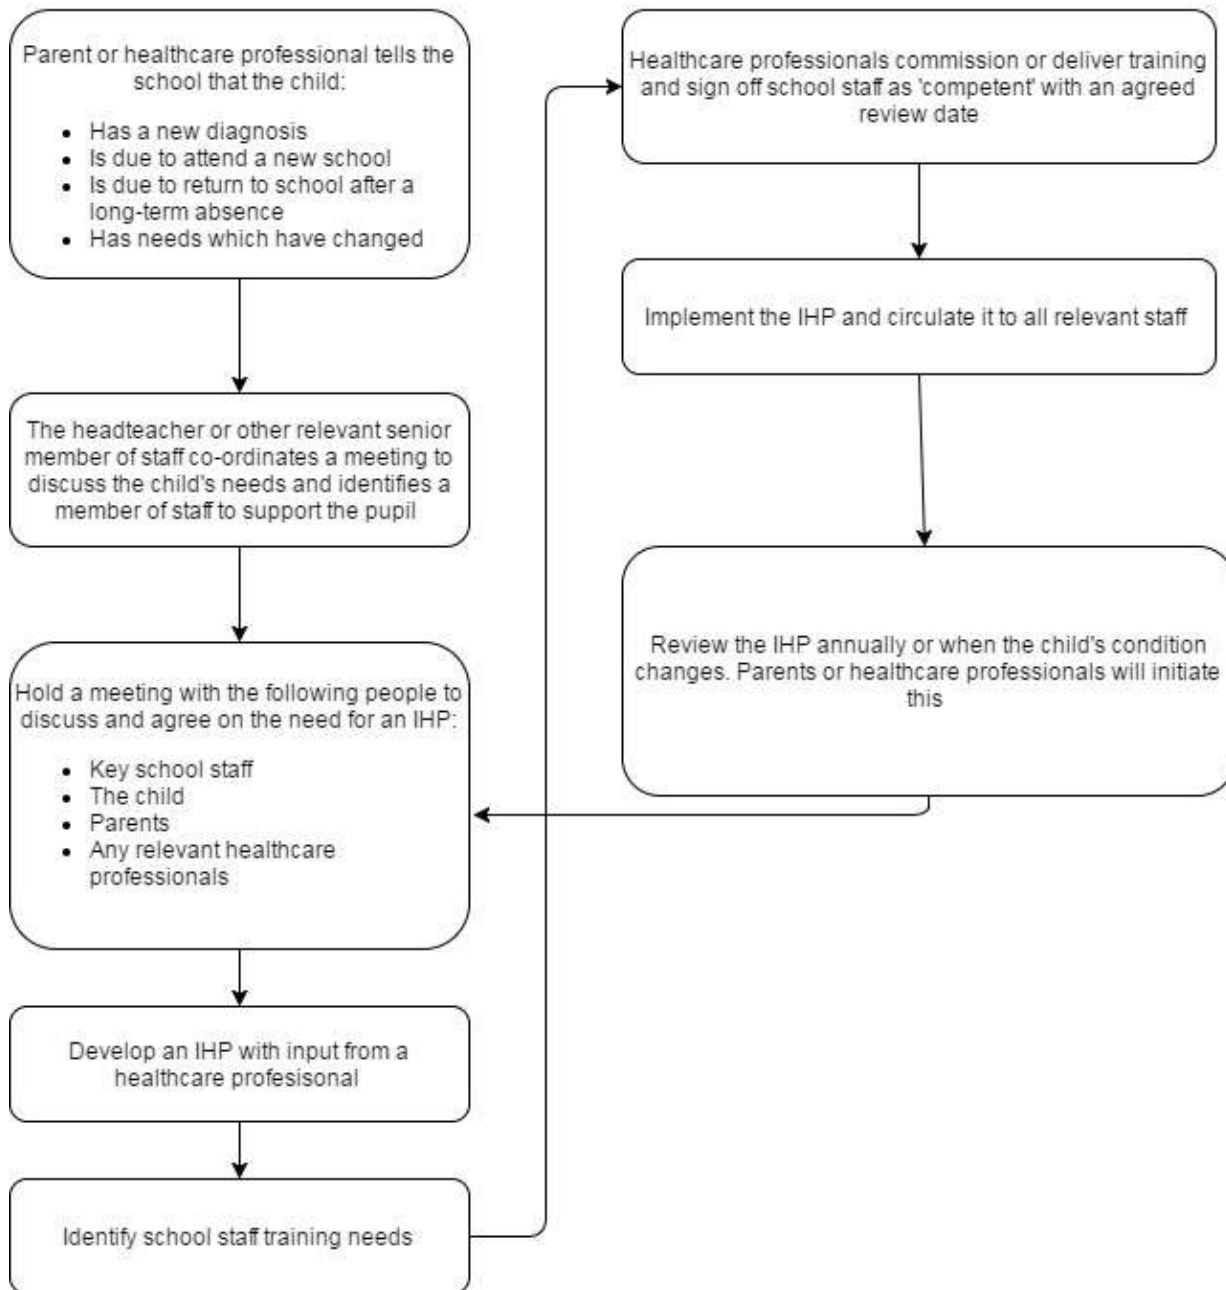 Parent or healthcare professional tells the
school that the child:
• Has a new diagnosis
• Is due to attend a new school
• Is due to return to school after a
long-term absence
• Has needs which have changed
The headteacher or other relevant senior
member of staff co-ordinates a meeting to
discuss the child's needs and identifies a
member of staff to support the pupil
Hold a meeting with the following people to
discuss and agree on the need for an IHP:
• Key school staff
• The child
• Parents
• Any relevant healthcare
professionals
Develop an IHP with input from a
healthcare profesisonal
Identify school staff training needs
Healthcare professionals commission or deliver training
and sign off school staff as 'competent' with an agreed
review date
Implement the IHP and circulate it to all relevant staff
Review the IHP annually or when the child's condition
changes. Parents or healthcare professionals will initiate
this